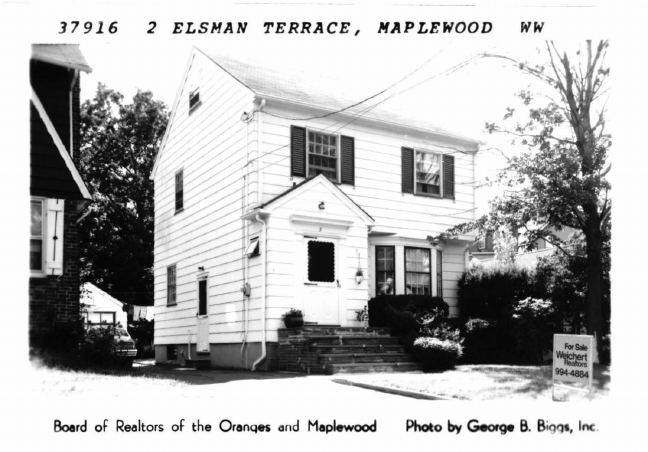 37916 2 ELSMAN TERRACE, MAPLEWOOD WW
2
For Sale
Weichert
Realtors
994-4884
Board of Realtors of the Oranges and Maplewood Photo by George B. Biggs, Inc.